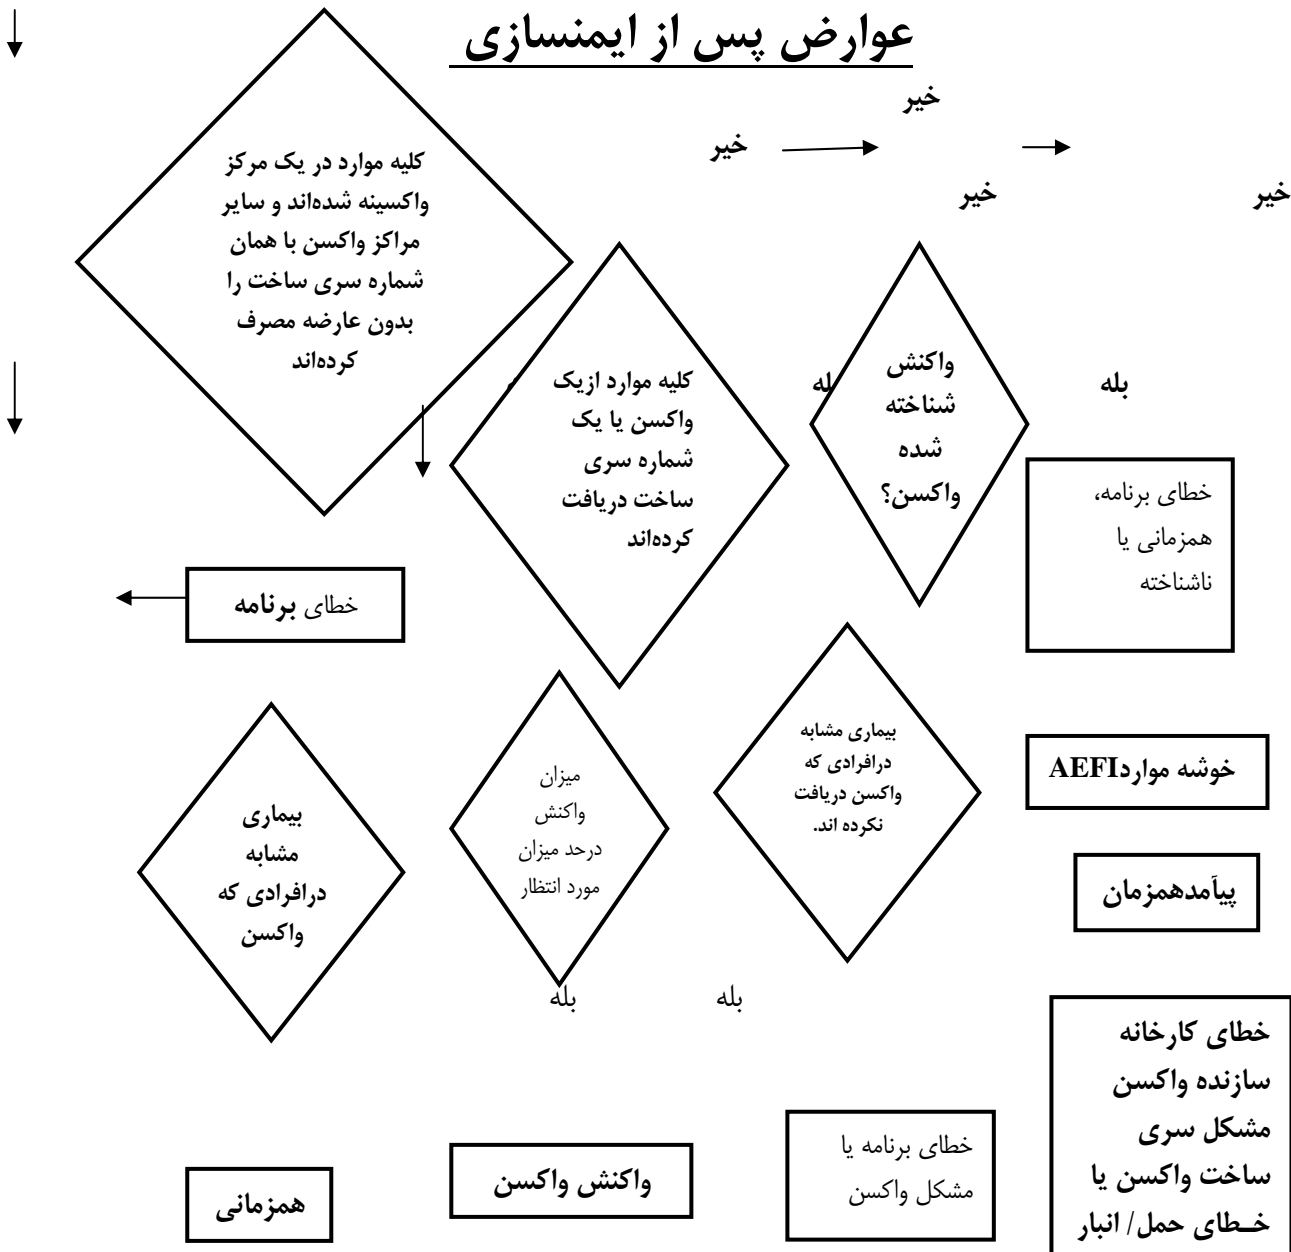 عوارض پس از ایمنسازی
خیر
خیر
خیر
خیر
کلیه موارد در یک مرکز
واکسینه شده‌اند و سایر
مراکز واکسن با همان
شماره سری ساخت را
بدون عارضه مصرف
کرده‌اند
کلیه موارد ازیک
واکسن یا یک
شماره سری
ساخت دریافت
کرده‌اند
واکنش
شناخته
شده
واکسن؟
بله
خطای برنامه،
همزمانی یا
ناشناخته
خطای برنامه
بیماری مشابه
درافرادی که
واکسن دریافت
نکرده اند.
میزان
واکنش
درحد میزان
مورد انتظار
بیماری
مشابه
درافرادی که
واکسن
خوشه مواردAEFI
پیآمدهمزمان
بله
بله
خطای کارخانه
سازنده واکسن
مشکل سری
ساخت واکسن یا
خـطای حمل/ انبار
خطای برنامه یا
مشکل واکسن
واکنش واکسن
همزمانی